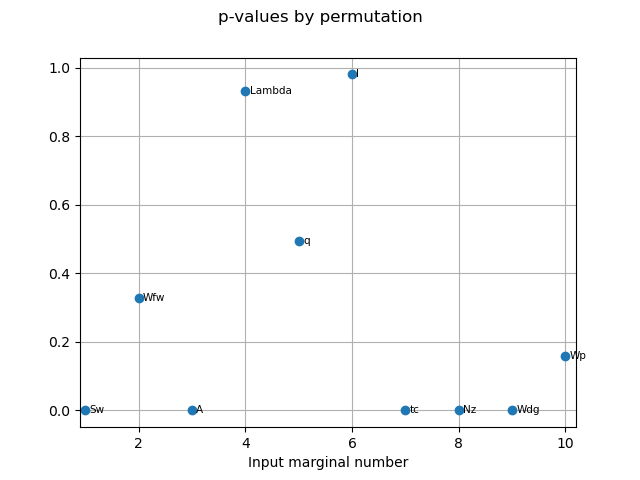 p-values by permutation
1.0
0.8
0.6
0.4
0.2
0.0
l
Lambda
q
Wfw
Wp
Sw
A
tc
Nz
Wdg
2
4
6
8
10
Input marginal number